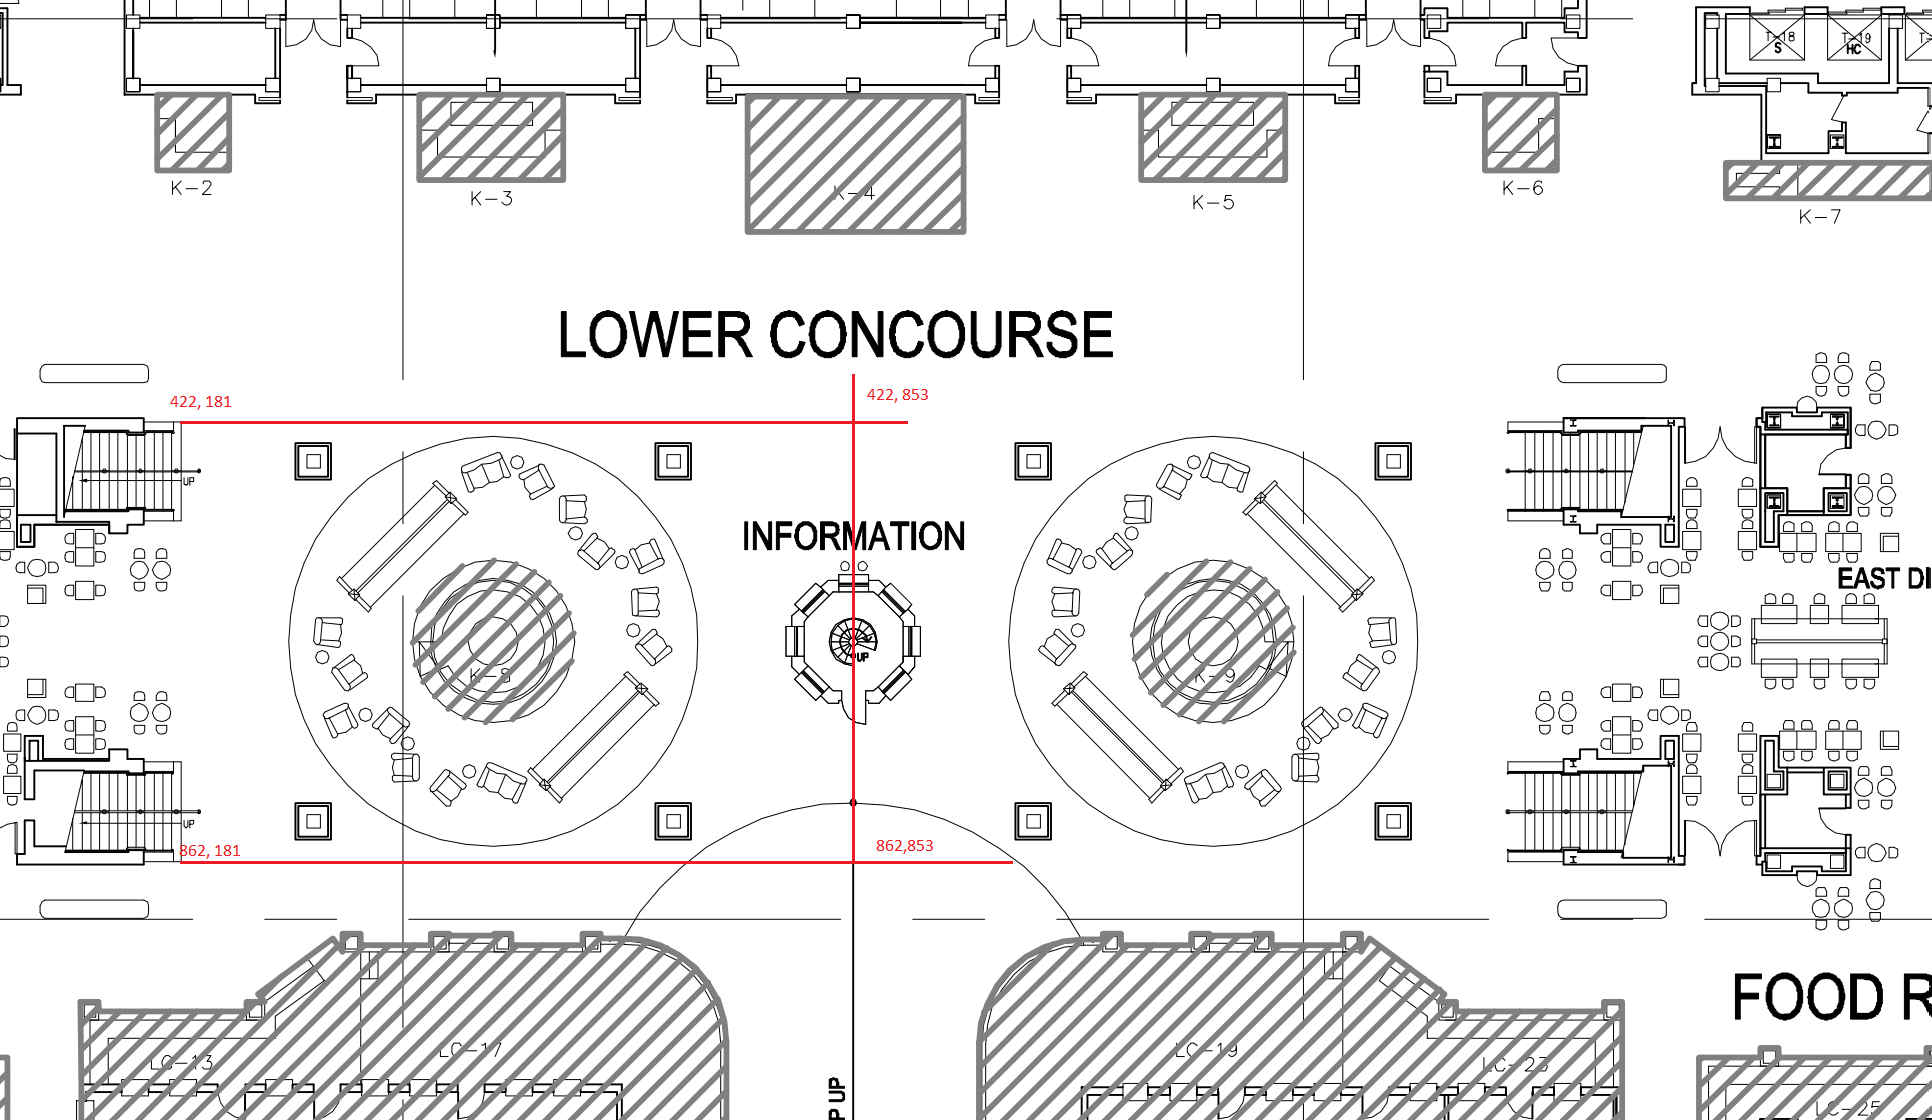 T-18
S
T-19
HC
K-2
K-3
K-4
K-5
K-6
K-7
LOWER CONCOURSE
422, 181
422, 853
UP
INFORMATION
EAST DI
UP
K-8
K-9
UP
862, 181
862,853
FOOD R
LC-13
LC-17
LC-19
LC-23
P UP
LC-25